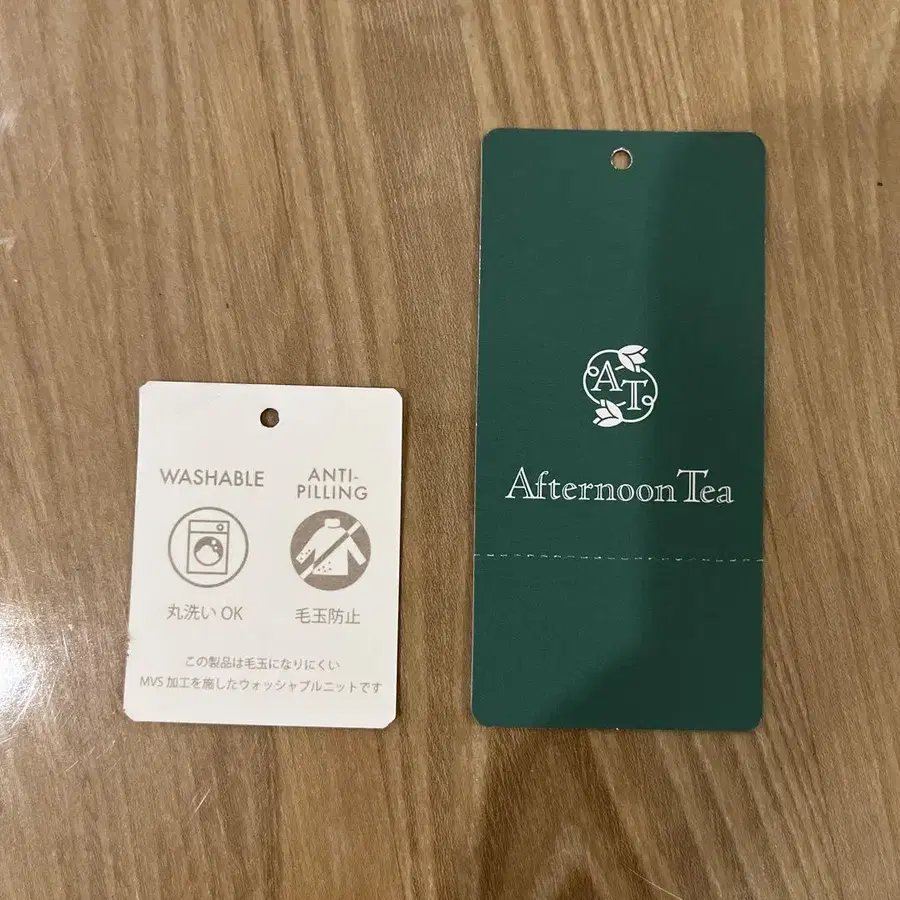 WASHABLE
ANTI-
PILLING
丸洗い OK
毛玉防止
この製品は毛玉になりにくい
MVS 加工を施したウォッシャブルニットです
AT
Afternoon Tea